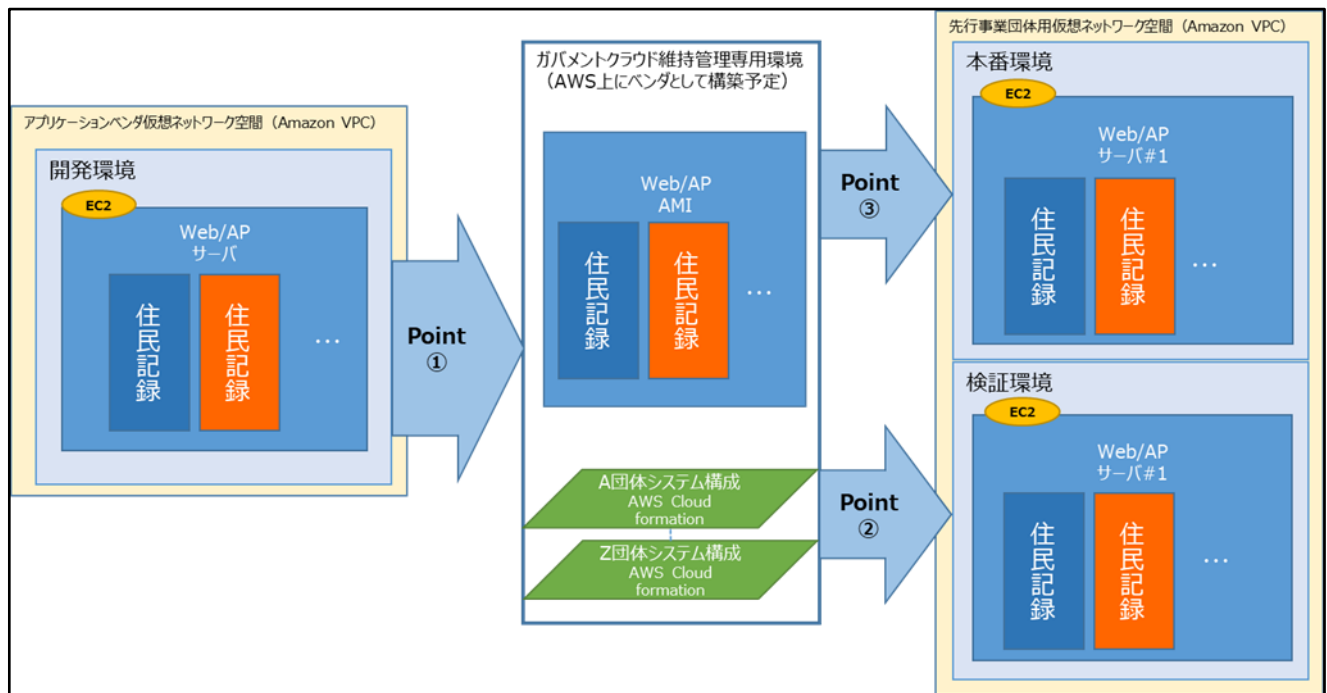 アプリケーションベンダ仮想ネットワーク空間（Amazon VPC）
開発環境
EC2
Web/AP
サーバ
住民記録
住民記録
…
Point
①
ガバメントクラウド維持管理専用環境
（AWS上にベンダとして構築予定）
Web/AP
AMI
住民記録
住民記録
…
A団体システム構成
AWS Cloud
formation
Z団体システム構成
AWS Cloud
formation
Point
③
Point
②
先行事業団体用仮想ネットワーク空間（Amazon VPC）
本番環境
EC2
Web/AP
サーバ#1
住民記録
住民記録
…
検証環境
EC2
Web/AP
サーバ#1
住民記録
住民記録
…